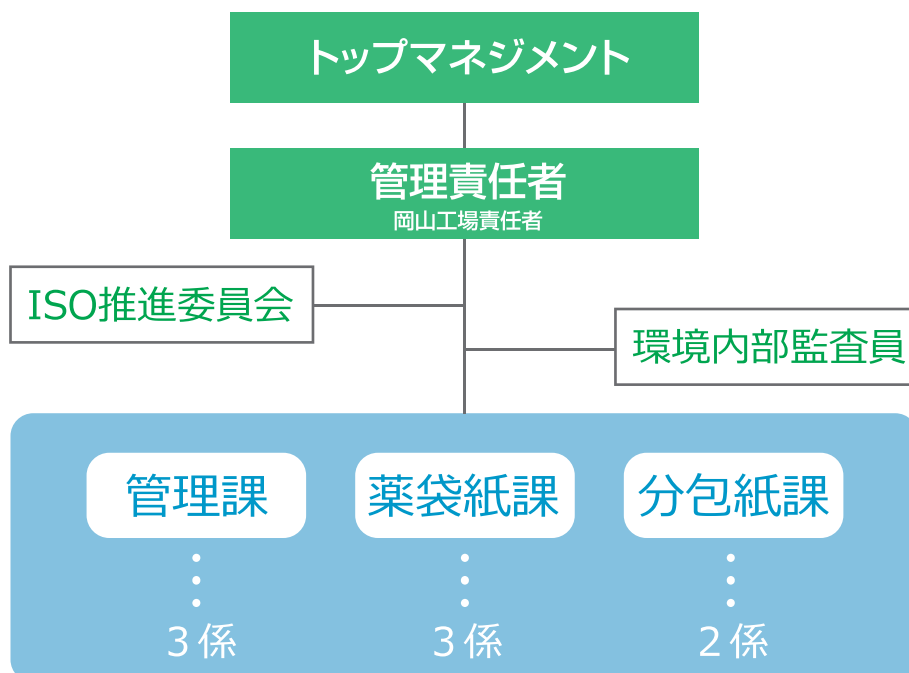 トップマネジメント
管理責任者
岡山工場責任者
ISO推進委員会
環境内部監査員
管理課
薬袋紙課
分包紙課
3係
3係
2係